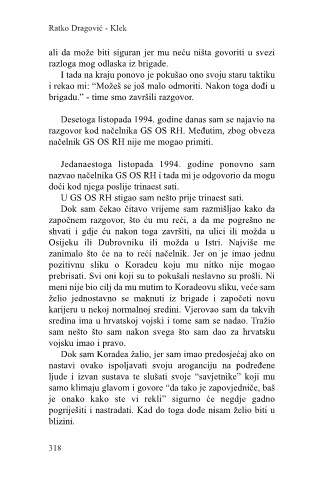 Ratko Dragović - Klek
ali da može biti siguran jer mu neću ništa govoriti u svezi
razloga mog odlaska iz brigade.
I tada na kraju ponovo je pokušao ono svoju staru taktiku
i rekao mi: “Možeš se još malo odmoriti. Nakon toga dođi u
brigadu.” - time smo završili razgovor.
Desetoga listopada 1994. godine danas sam se najavio na
razgovor kod načelnika GS OS RH. Međutim, zbog obveza
načelnik GS OS RH nije me mogao primiti.
Jedanaestoga listopada 1994. godine ponovno sam
nazvao načelnika GS OS RH i tada mi je odgovorio da mogu
doći kod njega poslije trinaest sati.
U GS OS RH stigao sam nešto prije trinaest sati.
Dok sam čekao čitavo vrijeme sam razmišljao kako da
započnem razgovor, što ću mu reći, a da me pogrešno ne
shvati i gdje ću nakon toga završiti, na ulici ili možda u
Osijeku ili Dubrovniku ili možda u Istri. Najviše me
zanimalo što će na to reći načelnik. Jer on je imao jednu
pozitivnu sliku o Koradeu koju mu nitko nije mogao
prebrisati. Svi oni koji su to pokušali neslavno su prošli. Ni
meni nije bio cilj da mu mutim to Koradeovu sliku, veće sam
želio jednostavno se maknuti iz brigade i započeti novu
karijeru u nekoj normalnoj sredini. Vjerovao sam da takvih
sredina ima u hrvatskoj vojski i tome sam se nadao. Tražio
sam nešto što sam nakon svega što sam dao za hrvatsku
vojsku imao i pravo.
Dok sam Koradea žalio, jer sam imao predosjećaj ako on
nastavi ovako ispoljavati svoju aroganciju na podređene
ljude i izvan sustava te slušati svoje “savjetnike” koji mu
samo klimaju glavom i govore “da tako je zapovjedniče, baš
je onako kako ste vi rekli” sigurno će negdje gadno
pogriješiti i nastradati. Kad do toga dođe nisam želio biti u
blizini.
318